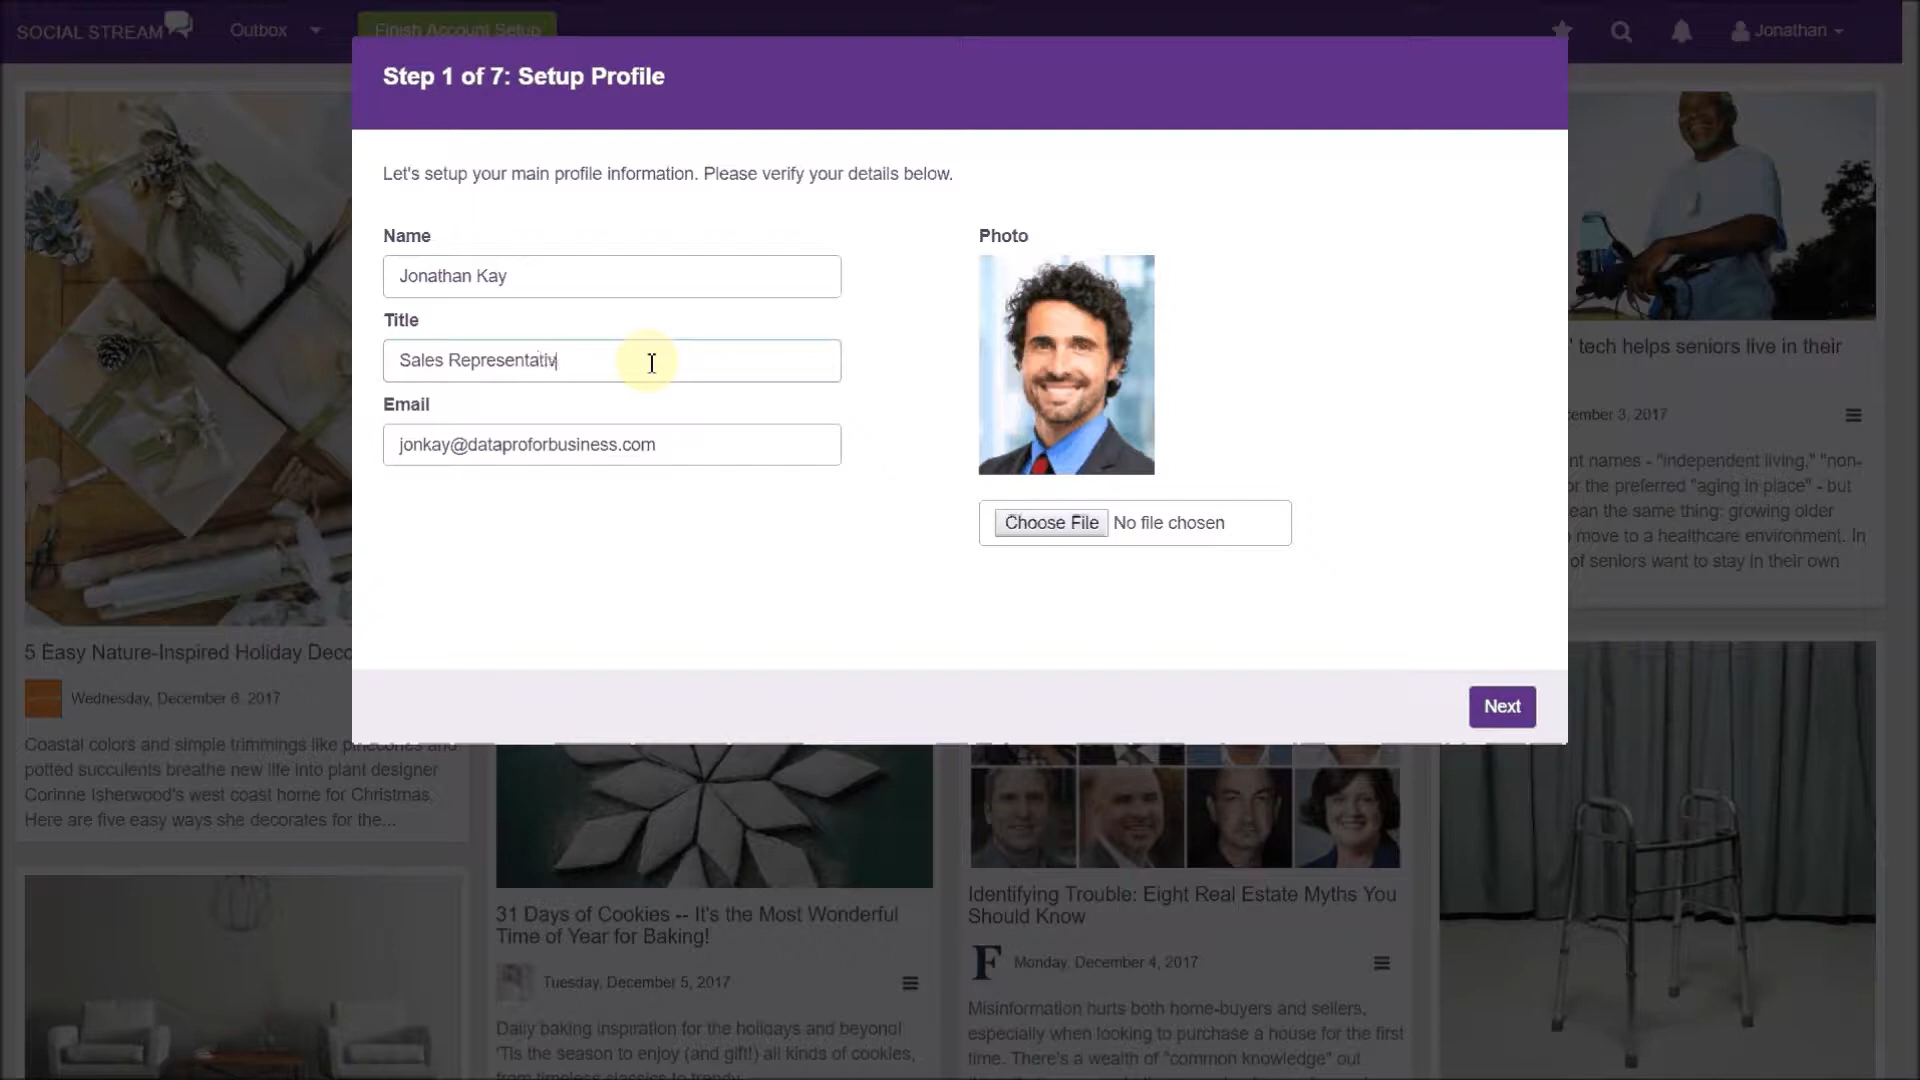 SOCIAL STREAM
Outbox
Finish Account Setup
Jonathan
Step 1 of 7: Setup Profile
Let's setup your main profile information. Please verify your details below.
Name
Jonathan Kay
Title
Sales Representativ
Email
jonkay@dataproforbusiness.com
Photo
Choose File No file chosen
Next
5 Easy Nature-Inspired Holiday Deco
Wednesday, December 6, 2017
Coastal colors and simple trimmings like pinecones and
potted succulents breathe new life into plant designer
Corinne Isherwood's west coast home for Christmas.
Here are five easy ways she decorates for the...
31 Days of Cookies -- It's the Most Wonderful
Time of Year for Baking!
Tuesday, December 5, 2017
Daily baking inspiration for the holidays and beyond!
'Tis the season to enjoy (and gift!) all kinds of cookies,
from timeless classics to trendy
Identifying Trouble: Eight Real Estate Myths You
Should Know
F
Monday, December 4, 2017
Misinformation hurts both home-buyers and sellers,
especially when looking to purchase a house for the first
time. There's a wealth of "common knowledge" out
' tech helps seniors live in their
ember 3, 2017
nt names - "independent living," "non-
or the preferred "aging in place" - but
ean the same thing: growing older
move to a healthcare environment. In
of seniors want to stay in their own